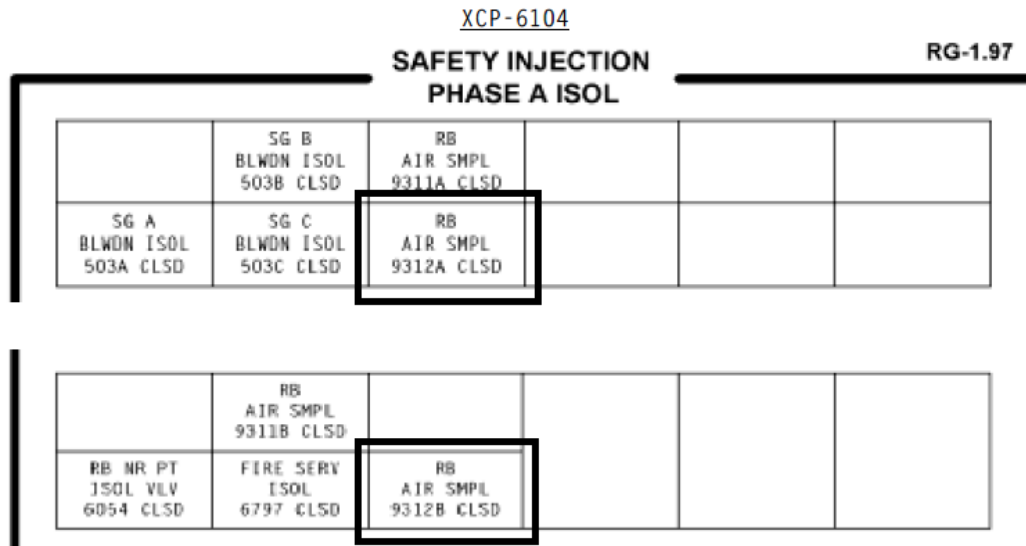 XCP-6104
RG-1.97
SAFETY INJECTION
PHASE A ISOL
SG B
BLWDN ISOL
503B CLSD
RB
AIR SMPL
9311A CLSD
SG A
BLWDN ISOL
503A CLSD
SG C
BLWDN ISOL
503C CLSD
RB
AIR SMPL
9312A CLSD
RB
AIR SMPL
9311B CLSD
RB NR PT
ISOL VLV
6054 CLSD
FIRE SERV
ISOL
6797 CLSD
RB
AIR SMPL
9312B CLSD